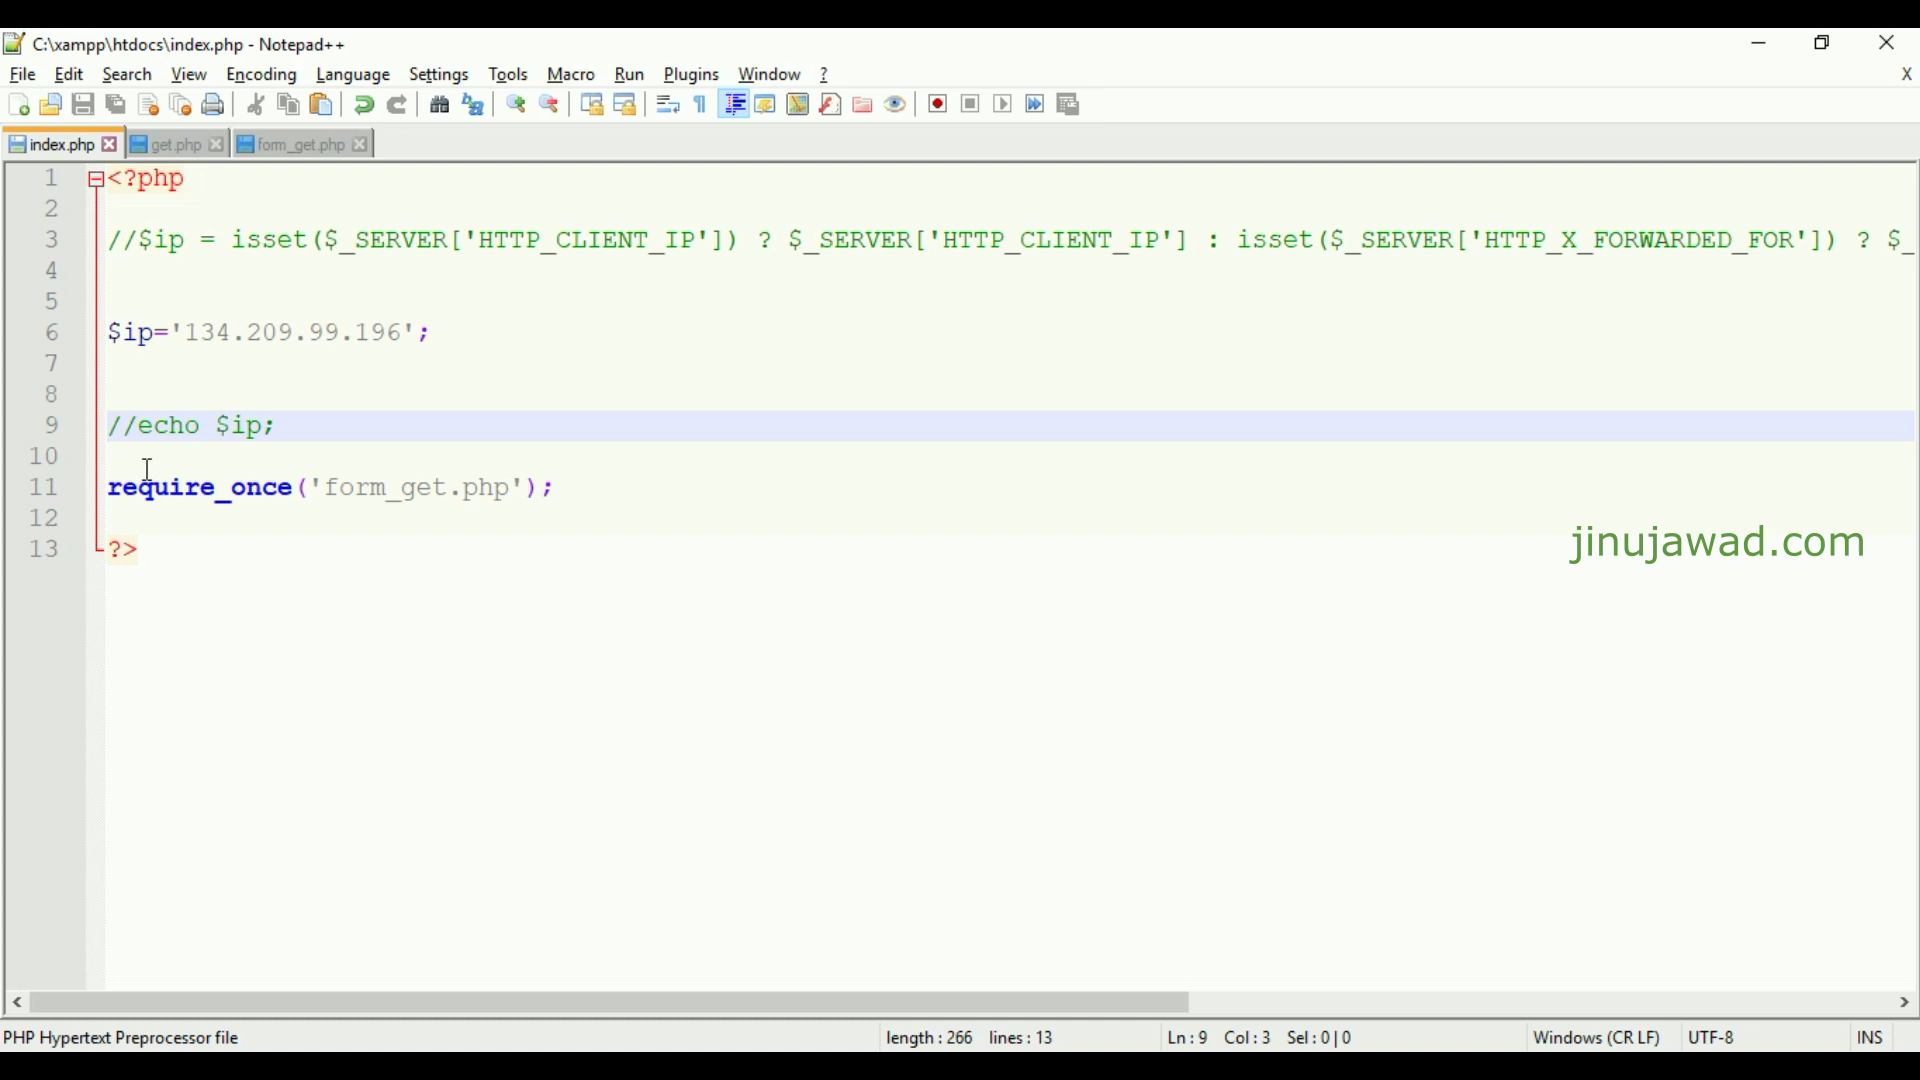 C:\xampp\htdocs\index.php - Notepad++
File Edit Search View Encoding Language Settings Tools Macro Run Plugins Window ? X
index.php get.php form_get.php
1 <?php
2
3 //$ip = isset($_SERVER['HTTP_CLIENT_IP']) ? $_SERVER['HTTP_CLIENT_IP'] : isset($_SERVER['HTTP_X_FORWARDED_FOR']) ? $_
4
5
6 $ip='134.209.99.196';
7
8
9 //echo $ip;
10
11 require_once('form_get.php');
12
13 ?>
jinujawad.com
PHP Hypertext Preprocessor file length : 266 lines : 13 Ln : 9 Col : 3 Sel : 0 | 0 Windows (CR LF) UTF-8 INS